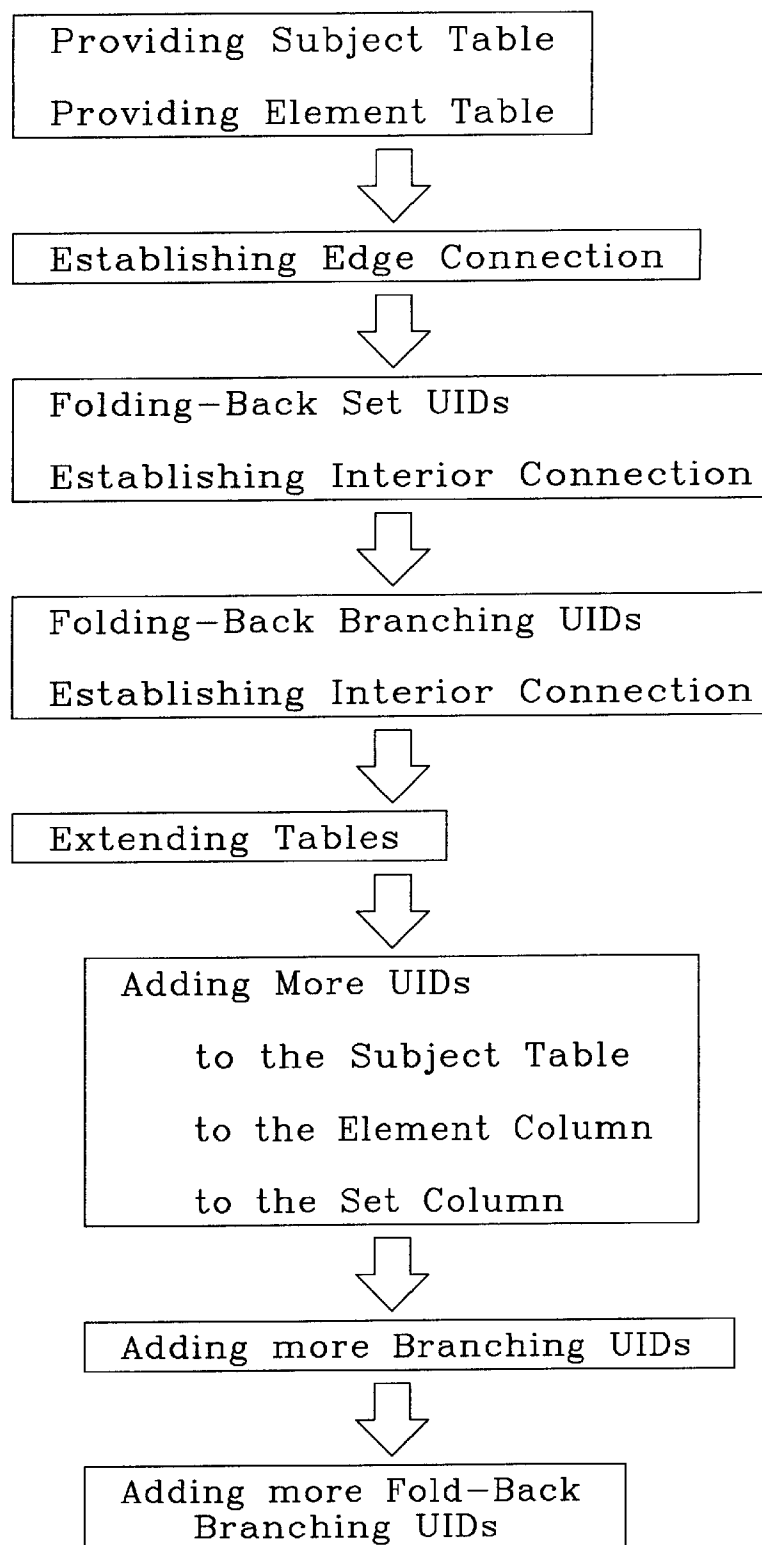 Providing Subject Table
Providing Element Table
Establishing Edge Connection
Folding-Back Set UIDs
Establishing Interior Connection
Folding-Back Branching UIDs
Establishing Interior Connection
Extending Tables
Adding More UIDs
to the Subject Table
to the Element Column
to the Set Column
Adding more Branching UIDs
Adding more Fold-Back
Branching UIDs